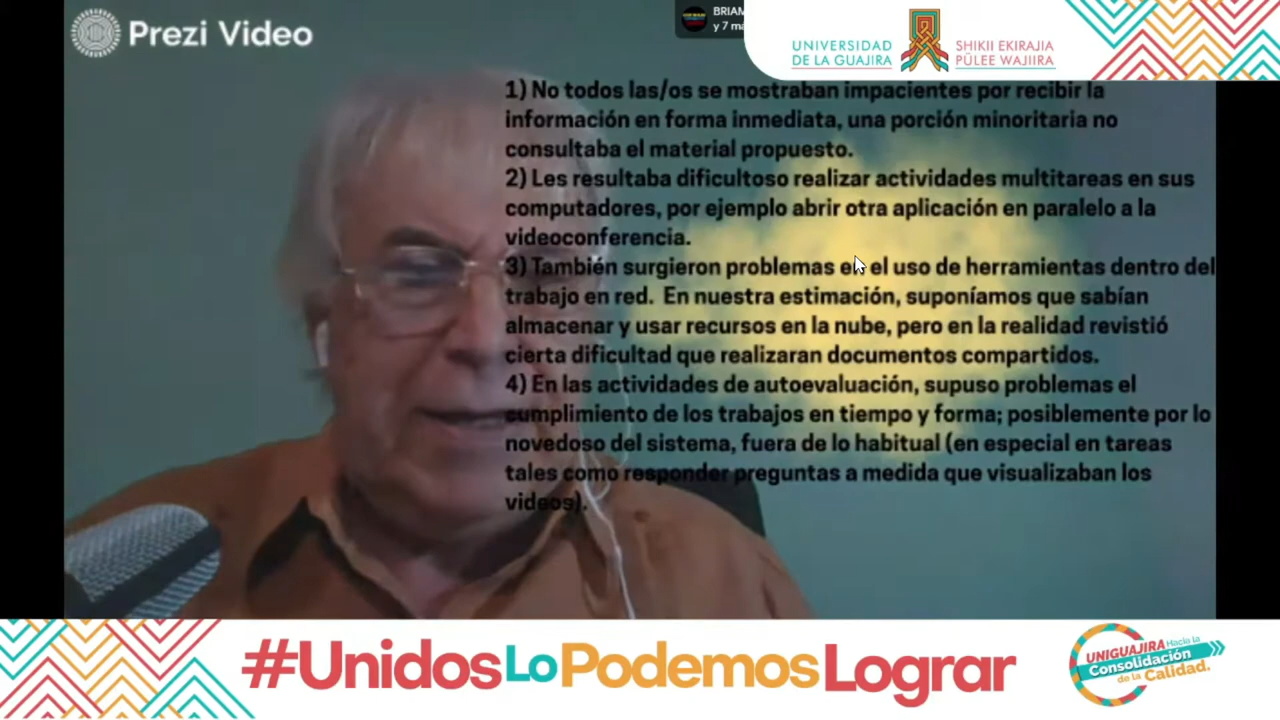 Prezi Video
BRIAM
y 7 má
UNIVERSIDAD
DE LA GUAJIRA
SHIKII EKIRAJIA
PÜLEE WAJIIRA
1) No todos las/os se mostraban impacientes por recibir la
información en forma inmediata, una porción minoritaria no
consultaba el material propuesto.
2) Les resultaba dificultoso realizar actividades multitareas en sus
computadores, por ejemplo abrir otra aplicación en paralelo a la
videoconferencia.
3) También surgieron problemas en el uso de herramientas dentro del
trabajo en red. En nuestra estimación, suponíamos que sabían
almacenar y usar recursos en la nube, pero en la realidad revistió
cierta dificultad que realizaran documentos compartidos.
4) En las actividades de autoevaluación, supuso problemas el
cumplimiento de los trabajos en tiempo y forma; posiblemente por lo
novedoso del sistema, fuera de lo habitual (en especial en tareas
tales como responder preguntas a medida que visualizaban los
videos).
#UnidosLoPodemosLograr
UNIGUAJIRA Hacia la
Consolidación
de la Calidad.